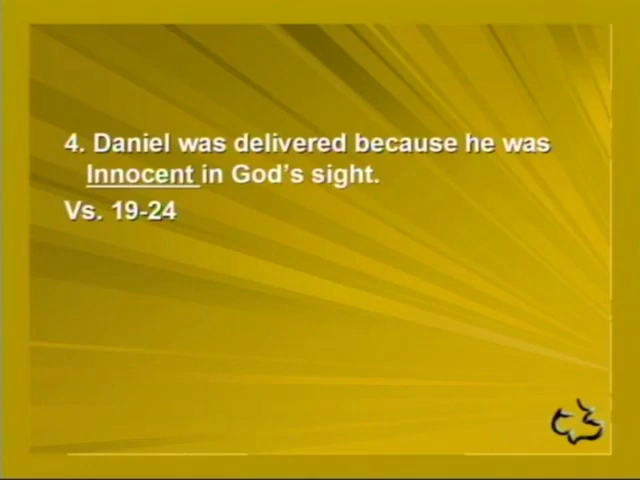 4. Daniel was delivered because he was
Innocent in God’s sight.
Vs. 19-24